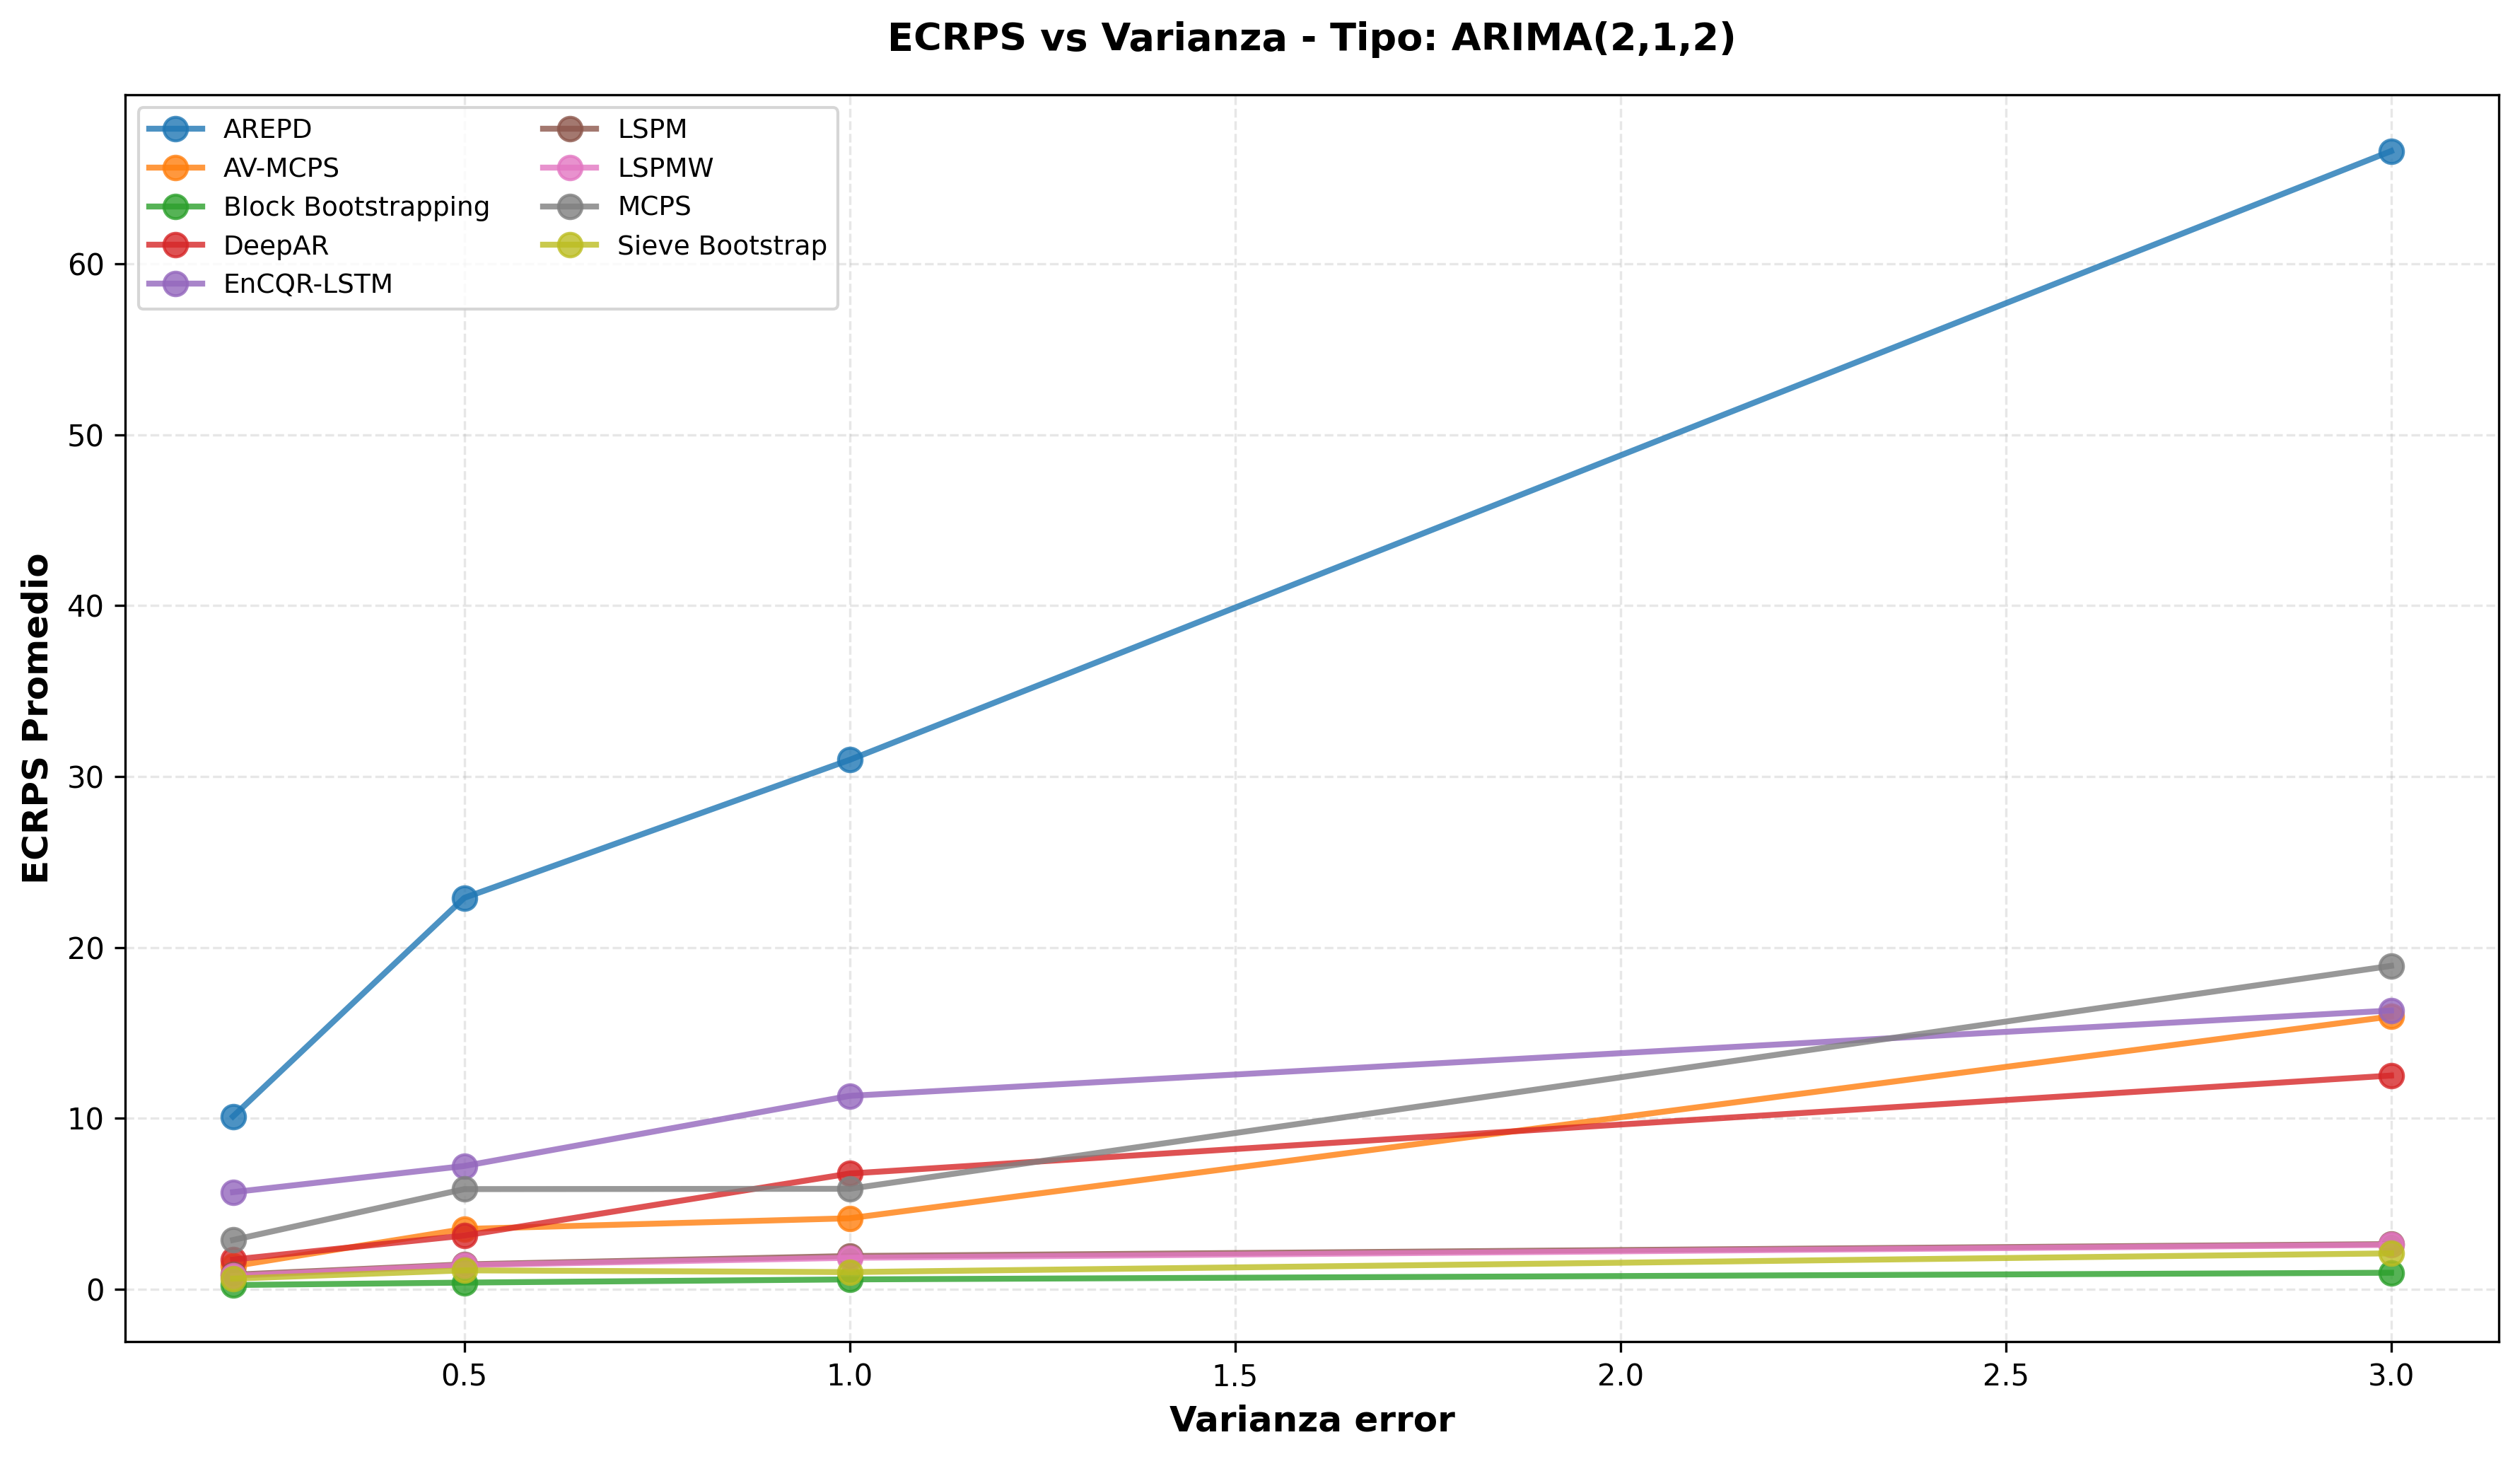 ECRPS vs Varianza - Tipo: ARIMA(2,1,2)
AREPD
AV-MCPS
Block Bootstrapping
DeepAR
EnCQR-LSTM
LSPM
LSPMW
MCPS
Sieve Bootstrap
ECRPS Promedio
60
50
40
30
20
10
0
0.5
1.0
1.5
2.0
2.5
3.0
Varianza error